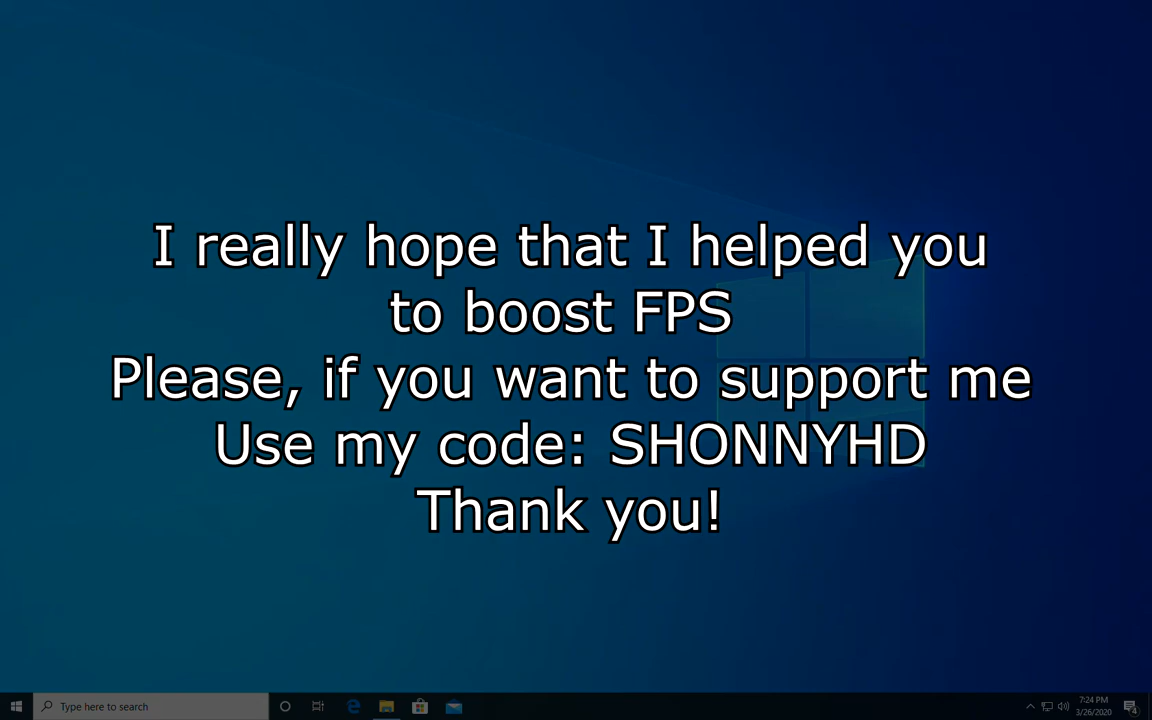 I really hope that I helped you
to boost FPS
Please, if you want to support me
Use my code: SHONNYHD
Thank you!
Type here to search
7:24 PM
3/26/2020
4